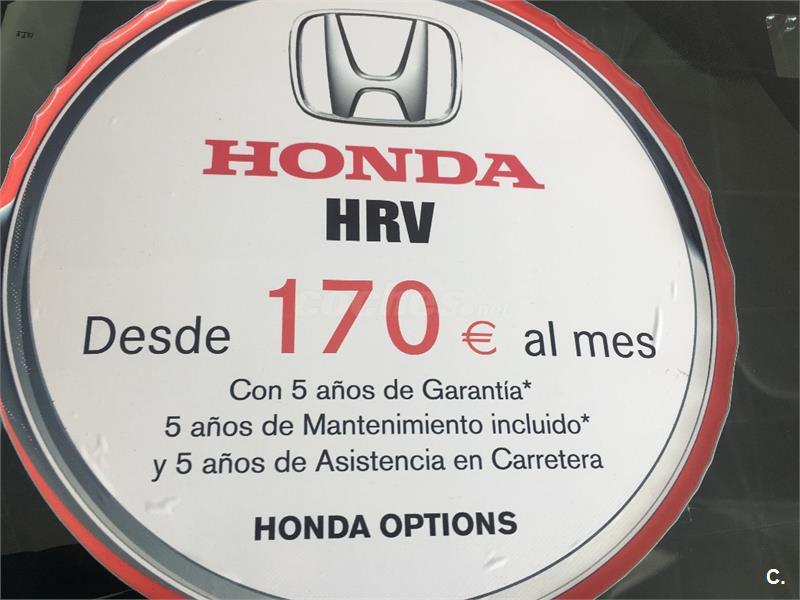 HONDA
HRV
Desde 170 € al mes
Con 5 años de Garantía*
5 años de Mantenimiento incluido*
y 5 años de Asistencia en Carretera
HONDA OPTIONS
C.